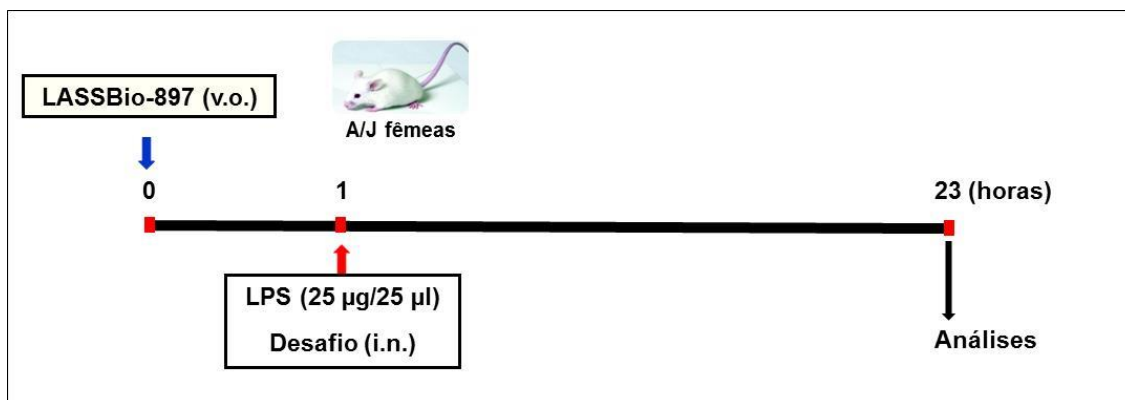 LASSBio-897 (v.o.)
A/J fêmeas
0
1
23 (horas)
LPS (25 µg/25 µl)
Desafio (i.n.)
Análises